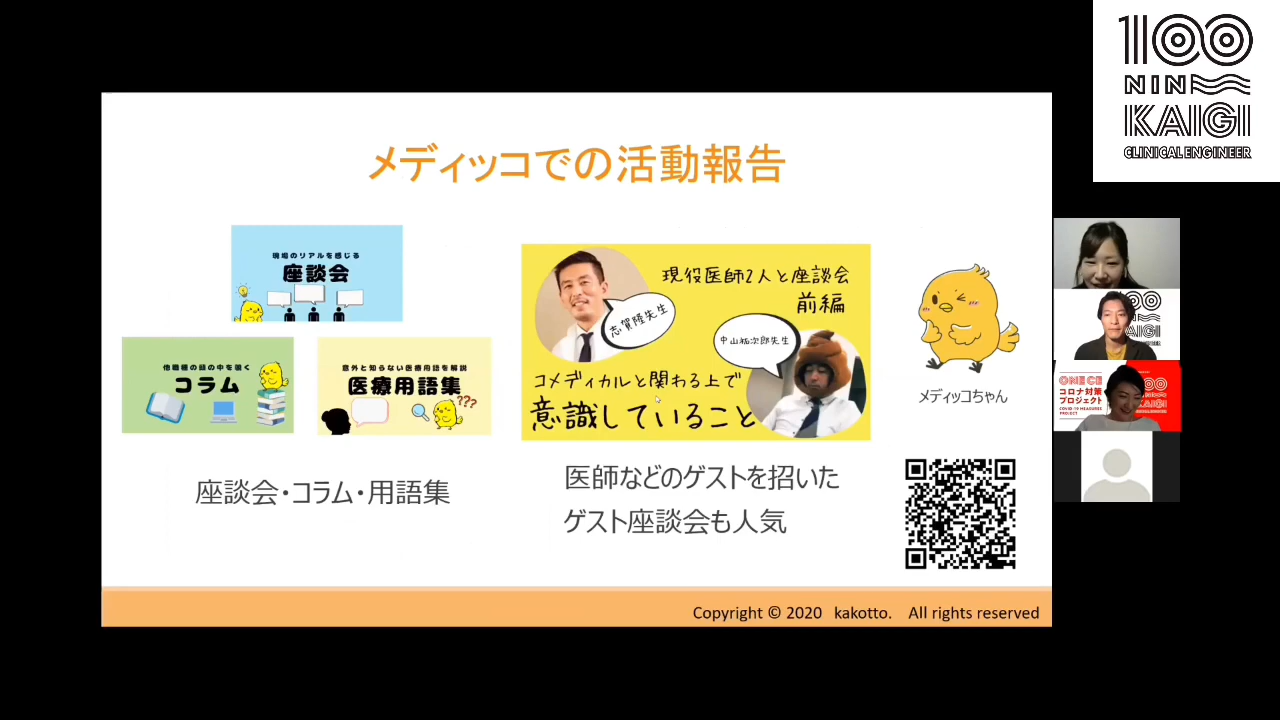 メディッコでの活動報告
現場のリアルを感じる
座談会
他職種の頭の中を覗く
コラム
意外と知らない医療用語を解説
医療用語集
???
座談会・コラム・用語集
現役医師2人と座談会
前編
志賀隆先生
中山祐次郎先生
コメディカルと関わる上で
意識していること
医師などのゲストを招いた
ゲスト座談会も人気
メディッコちゃん
Copyright © 2020 kakotto. All rights reserved
100
NIN
KAIGI
CLINICAL ENGINEER
ONE CE
コロナ対策
プロジェクト
COVID-19 MEASURES
PROJECT